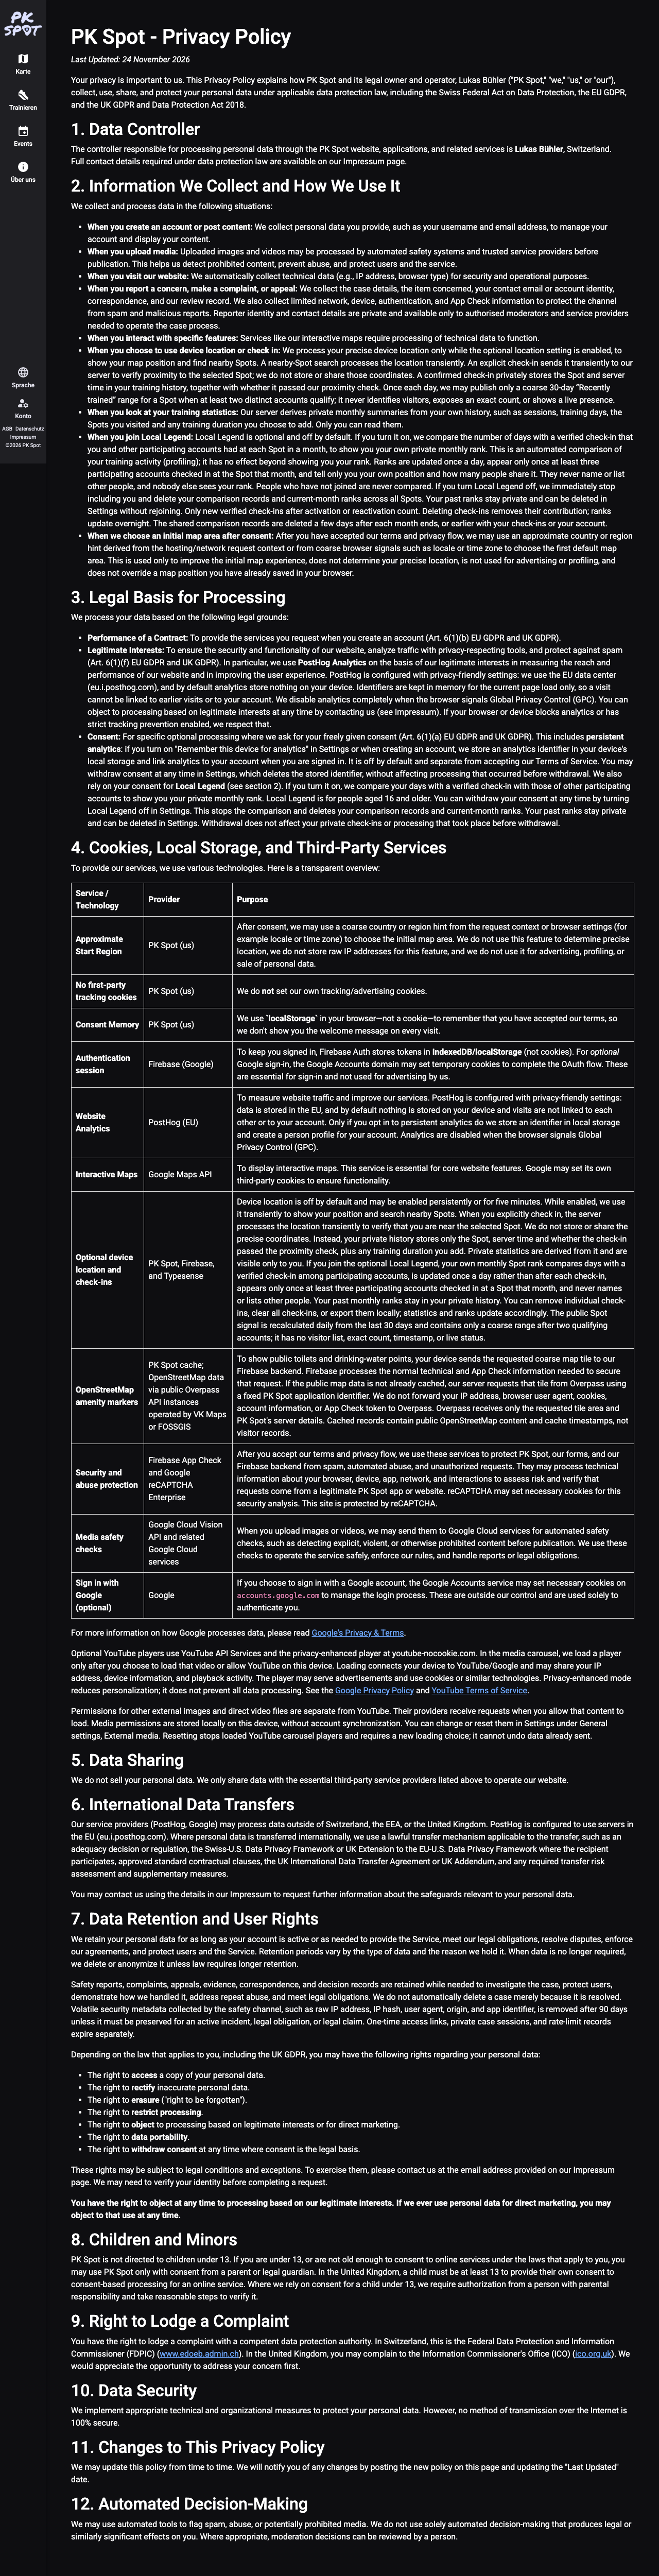 PK
SPOT
Karte
Trainieren
Events
Über uns
Sprache
Konto
AGB Datenschutz
Impressum
©2026 PK Spot
PK Spot - Privacy Policy
Last Updated: 24 November 2026
Your privacy is important to us. This Privacy Policy explains how PK Spot and its legal owner and operator, Lukas Bühler ("PK Spot," "we," "us," or "our"),
collect, use, share, and protect your personal data under applicable data protection law, including the Swiss Federal Act on Data Protection, the EU GDPR,
and the UK GDPR and Data Protection Act 2018.
1. Data Controller
The controller responsible for processing personal data through the PK Spot website, applications, and related services is Lukas Bühler, Switzerland.
Full contact details required under data protection law are available on our Impressum page.
2. Information We Collect and How We Use It
We collect and process data in the following situations:
• When you create an account or post content: We collect personal data you provide, such as your username and email address, to manage your
account and display your content.
• When you upload media: Uploaded images and videos may be processed by automated safety systems and trusted service providers before
publication. This helps us detect prohibited content, prevent abuse, and protect users and the service.
• When you visit our website: We automatically collect technical data (e.g., IP address, browser type) for security and operational purposes.
• When you report a concern, make a complaint, or appeal: We collect the case details, the item concerned, your contact email or account identity,
correspondence, and our review record. We also collect limited network, device, authentication, and App Check information to protect the channel
from spam and malicious reports. Reporter identity and contact details are private and available only to authorised moderators and service providers
needed to operate the case process.
• When you interact with specific features: Services like our interactive maps require processing of technical data to function.
• When you choose to use device location or check in: We process your precise device location only while the optional location setting is enabled, to
show your map position and find nearby Spots. A nearby-Spot search processes the location transiently. An explicit check-in sends it transiently to our
server to verify proximity to the selected Spot; we do not store or share those coordinates. A confirmed check-in privately stores the Spot and server
time in your training history, together with whether it passed our proximity check. Once each day, we may publish only a coarse 30-day “Recently
trained” range for a Spot when at least two distinct accounts qualify; it never identifies visitors, exposes an exact count, or shows a live presence.
• When you look at your training statistics: Our server derives private monthly summaries from your own history, such as sessions, training days, the
Spots you visited and any training duration you choose to add. Only you can read them.
• When you join Local Legend: Local Legend is optional and off by default. If you turn it on, we compare the number of days with a verified check-in that
you and other participating accounts had at each Spot in a month, to show you your own private monthly rank. This is an automated comparison of
your training activity (profiling); it has no effect beyond showing you your rank. Ranks are updated once a day, appear only once at least three
participating accounts checked in at the Spot that month, and tell you only your own position and how many people share it. They never name or list
other people, and nobody else sees your rank. People who have not joined are never compared. If you turn Local Legend off, we immediately stop
including you and delete your comparison records and current-month ranks across all Spots. Your past ranks stay private and can be deleted in
Settings without rejoining. Only new verified check-ins after activation or reactivation count. Deleting check-ins removes their contribution; ranks
update overnight. The shared comparison records are deleted a few days after each month ends, or earlier with your check-ins or your account.
• When we choose an initial map area after consent: After you have accepted our terms and privacy flow, we may use an approximate country or region
hint derived from the hosting/network request context or from coarse browser signals such as locale or time zone to choose the first default map
area. This is used only to improve the initial map experience, does not determine your precise location, is not used for advertising or profiling, and
does not override a map position you have already saved in your browser.
3. Legal Basis for Processing
We process your data based on the following legal grounds:
• Performance of a Contract: To provide the services you request when you create an account (Art. 6(1)(b) EU GDPR and UK GDPR).
• Legitimate Interests: To ensure the security and functionality of our website, analyze traffic with privacy-respecting tools, and protect against spam
(Art. 6(1)(f) EU GDPR and UK GDPR). In particular, we use PostHog Analytics on the basis of our legitimate interests in measuring the reach and
performance of our website and in improving the user experience. PostHog is configured with privacy-friendly settings: we use the EU data center
(eu.i.posthog.com), and by default analytics store nothing on your device. Identifiers are kept in memory for the current page load only, so a visit
cannot be linked to earlier visits or to your account. We disable analytics completely when the browser signals Global Privacy Control (GPC). You can
object to processing based on legitimate interests at any time by contacting us (see Impressum). If your browser or device blocks analytics or has
strict tracking prevention enabled, we respect that.
• Consent: For specific optional processing where we ask for your freely given consent (Art. 6(1)(a) EU GDPR and UK GDPR). This includes persistent
analytics: if you turn on "Remember this device for analytics" in Settings or when creating an account, we store an analytics identifier in your device's
local storage and link analytics to your account when you are signed in. It is off by default and separate from accepting our Terms of Service. You may
withdraw consent at any time in Settings, which deletes the stored identifier, without affecting processing that occurred before withdrawal. We also
rely on your consent for Local Legend (see section 2). If you turn it on, we compare your days with a verified check-in with those of other participating
accounts to show you your private monthly rank. Local Legend is for people aged 16 and older. You can withdraw your consent at any time by turning
Local Legend off in Settings. This stops the comparison and deletes your comparison records and current-month ranks. Your past ranks stay private
and can be deleted in Settings. Withdrawal does not affect your private check-ins or processing that took place before withdrawal.
4. Cookies, Local Storage, and Third-Party Services
To provide our services, we use various technologies. Here is a transparent overview:
Service /
Technology
Provider
Purpose
Approximate
Start Region
PK Spot (us)
After consent, we may use a coarse country or region hint from the request context or browser settings (for
example locale or time zone) to choose the initial map area. We do not use this feature to determine precise
location, we do not store raw IP addresses for this feature, and we do not use it for advertising, profiling, or
sale of personal data.
No first-party
tracking cookies
PK Spot (us)
We do not set our own tracking/advertising cookies.
Consent Memory
PK Spot (us)
We use `localStorage` in your browser—not a cookie—to remember that you have accepted our terms, so
we don't show you the welcome message on every visit.
Authentication
session
Firebase (Google)
To keep you signed in, Firebase Auth stores tokens in IndexedDB/localStorage (not cookies). For optional
Google sign-in, the Google Accounts domain may set temporary cookies to complete the OAuth flow. These
are essential for sign-in and not used for advertising by us.
Website
Analytics
PostHog (EU)
To measure website traffic and improve our services. PostHog is configured with privacy-friendly settings:
data is stored in the EU, and by default nothing is stored on your device and visits are not linked to each
other or to your account. Only if you opt in to persistent analytics do we store an identifier in local storage
and create a person profile for your account. Analytics are disabled when the browser signals Global
Privacy Control (GPC).
Interactive Maps
Google Maps API
To display interactive maps. This service is essential for core website features. Google may set its own
third-party cookies to ensure functionality.
Optional device
location and
check-ins
PK Spot, Firebase,
and Typesense
Device location is off by default and may be enabled persistently or for five minutes. While enabled, we use
it transiently to show your position and search nearby Spots. When you explicitly check in, the server
processes the location transiently to verify that you are near the selected Spot. We do not store or share the
precise coordinates. Instead, your private history stores only the Spot, server time and whether the check-in
passed the proximity check, plus any training duration you add. Private statistics are derived from it and are
visible only to you. If you join the optional Local Legend, your own monthly Spot rank compares days with a
verified check-in among participating accounts, is updated once a day rather than after each check-in,
appears only once at least three participating accounts checked in at a Spot that month, and never names
or lists other people. Your past monthly ranks stay in your private history. You can remove individual check-
ins, clear all check-ins, or export them locally; statistics and ranks update accordingly. The public Spot
signal is recalculated daily from the last 30 days and contains only a coarse range after two qualifying
accounts; it has no visitor list, exact count, timestamp, or live status.
OpenStreetMap
amenity markers
PK Spot cache;
OpenStreetMap data
via public Overpass
API instances
operated by VK Maps
or FOSSGIS
To show public toilets and drinking-water points, your device sends the requested coarse map tile to our
Firebase backend. Firebase processes the normal technical and App Check information needed to secure
that request. If the public map data is not already cached, our server requests that tile from Overpass using
a fixed PK Spot application identifier. We do not forward your IP address, browser user agent, cookies,
account information, or App Check token to Overpass. Overpass receives only the requested tile area and
PK Spot's server details. Cached records contain public OpenStreetMap content and cache timestamps, not
visitor records.
Security and
abuse protection
Firebase App Check
and Google
reCAPTCHA
Enterprise
After you accept our terms and privacy flow, we use these services to protect PK Spot, our forms, and our
Firebase backend from spam, automated abuse, and unauthorized requests. They may process technical
information about your browser, device, app, network, and interactions to assess risk and verify that
requests come from a legitimate PK Spot app or website. reCAPTCHA may set necessary cookies for this
security analysis. This site is protected by reCAPTCHA.
Media safety
checks
Google Cloud Vision
API and related
Google Cloud
services
When you upload images or videos, we may send them to Google Cloud services for automated safety
checks, such as detecting explicit, violent, or otherwise prohibited content before publication. We use these
checks to operate the service safely, enforce our rules, and handle reports or legal obligations.
Sign in with
Google
(optional)
Google
If you choose to sign in with a Google account, the Google Accounts service may set necessary cookies on
accounts.google.com to manage the login process. These are outside our control and are used solely to
authenticate you.
For more information on how Google processes data, please read Google's Privacy & Terms.
Optional YouTube players use YouTube API Services and the privacy-enhanced player at youtube-nocookie.com. In the media carousel, we load a player
only after you choose to load that video or allow YouTube on this device. Loading connects your device to YouTube/Google and may share your IP
address, device information, and playback activity. The player may serve advertisements and use cookies or similar technologies. Privacy-enhanced mode
reduces personalization; it does not prevent all data processing. See the Google Privacy Policy and YouTube Terms of Service.
Permissions for other external images and direct video files are separate from YouTube. Their providers receive requests when you allow that content to
load. Media permissions are stored locally on this device, without account synchronization. You can change or reset them in Settings under General
settings, External media. Resetting stops loaded YouTube carousel players and requires a new loading choice; it cannot undo data already sent.
5. Data Sharing
We do not sell your personal data. We only share data with the essential third-party service providers listed above to operate our website.
6. International Data Transfers
Our service providers (PostHog, Google) may process data outside of Switzerland, the EEA, or the United Kingdom. PostHog is configured to use servers in
the EU (eu.i.posthog.com). Where personal data is transferred internationally, we use a lawful transfer mechanism applicable to the transfer, such as an
adequacy decision or regulation, the Swiss-U.S. Data Privacy Framework or UK Extension to the EU-U.S. Data Privacy Framework where the recipient
participates, approved standard contractual clauses, the UK International Data Transfer Agreement or UK Addendum, and any required transfer risk
assessment and supplementary measures.
You may contact us using the details in our Impressum to request further information about the safeguards relevant to your personal data.
7. Data Retention and User Rights
We retain your personal data for as long as your account is active or as needed to provide the Service, meet our legal obligations, resolve disputes, enforce
our agreements, and protect users and the Service. Retention periods vary by the type of data and the reason we hold it. When data is no longer required,
we delete or anonymize it unless law requires longer retention.
Safety reports, complaints, appeals, evidence, correspondence, and decision records are retained while needed to investigate the case, protect users,
demonstrate how we handled it, address repeat abuse, and meet legal obligations. We do not automatically delete a case merely because it is resolved.
Volatile security metadata collected by the safety channel, such as raw IP address, IP hash, user agent, origin, and app identifier, is removed after 90 days
unless it must be preserved for an active incident, legal obligation, or legal claim. One-time access links, private case sessions, and rate-limit records
expire separately.
Depending on the law that applies to you, including the UK GDPR, you may have the following rights regarding your personal data:
• The right to access a copy of your personal data.
• The right to rectify inaccurate personal data.
• The right to erasure ("right to be forgotten").
• The right to restrict processing.
• The right to object to processing based on legitimate interests or for direct marketing.
• The right to data portability.
• The right to withdraw consent at any time where consent is the legal basis.
These rights may be subject to legal conditions and exceptions. To exercise them, please contact us at the email address provided on our Impressum
page. We may need to verify your identity before completing a request.
You have the right to object at any time to processing based on our legitimate interests. If we ever use personal data for direct marketing, you may
object to that use at any time.
8. Children and Minors
PK Spot is not directed to children under 13. If you are under 13, or are not old enough to consent to online services under the laws that apply to you, you
may use PK Spot only with consent from a parent or legal guardian. In the United Kingdom, a child must be at least 13 to provide their own consent to
consent-based processing for an online service. Where we rely on consent for a child under 13, we require authorization from a person with parental
responsibility and take reasonable steps to verify it.
9. Right to Lodge a Complaint
You have the right to lodge a complaint with a competent data protection authority. In Switzerland, this is the Federal Data Protection and Information
Commissioner (FDPIC) (www.edoeb.admin.ch). In the United Kingdom, you may complain to the Information Commissioner's Office (ICO) (ico.org.uk). We
would appreciate the opportunity to address your concern first.
10. Data Security
We implement appropriate technical and organizational measures to protect your personal data. However, no method of transmission over the Internet is
100% secure.
11. Changes to This Privacy Policy
We may update this policy from time to time. We will notify you of any changes by posting the new policy on this page and updating the "Last Updated"
date.
12. Automated Decision-Making
We may use automated tools to flag spam, abuse, or potentially prohibited media. We do not use solely automated decision-making that produces legal or
similarly significant effects on you. Where appropriate, moderation decisions can be reviewed by a person.